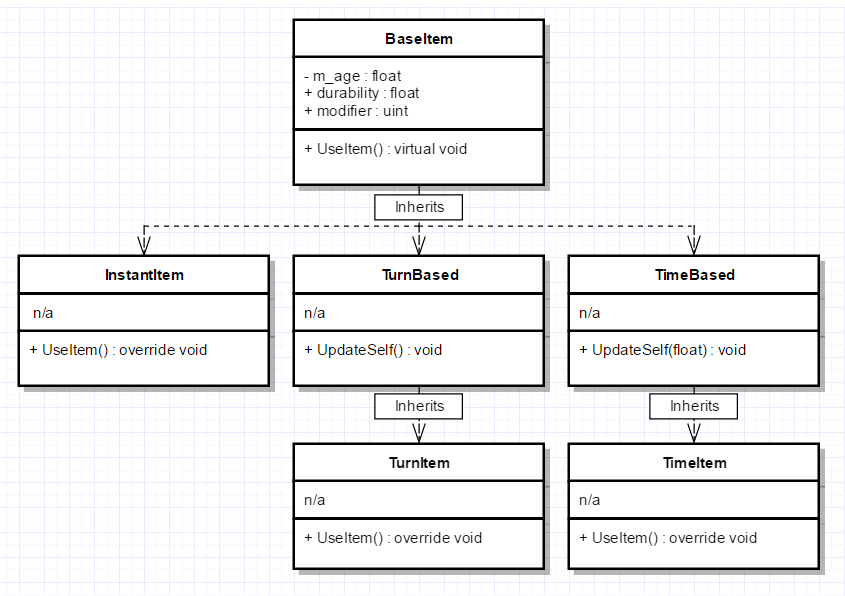 BaseItem
- m_age : float
+ durability : float
+ modifier : uint
+ UseItem() : virtual void
Inherits
InstantItem
n/a
+ UseItem() : override void
TurnBased
n/a
+ UpdateSelf() : void
TimeBased
n/a
+ UpdateSelf(float) : void
Inherits
Inherits
TurnItem
n/a
+ UseItem() : override void
TimeItem
n/a
+ UseItem() : override void